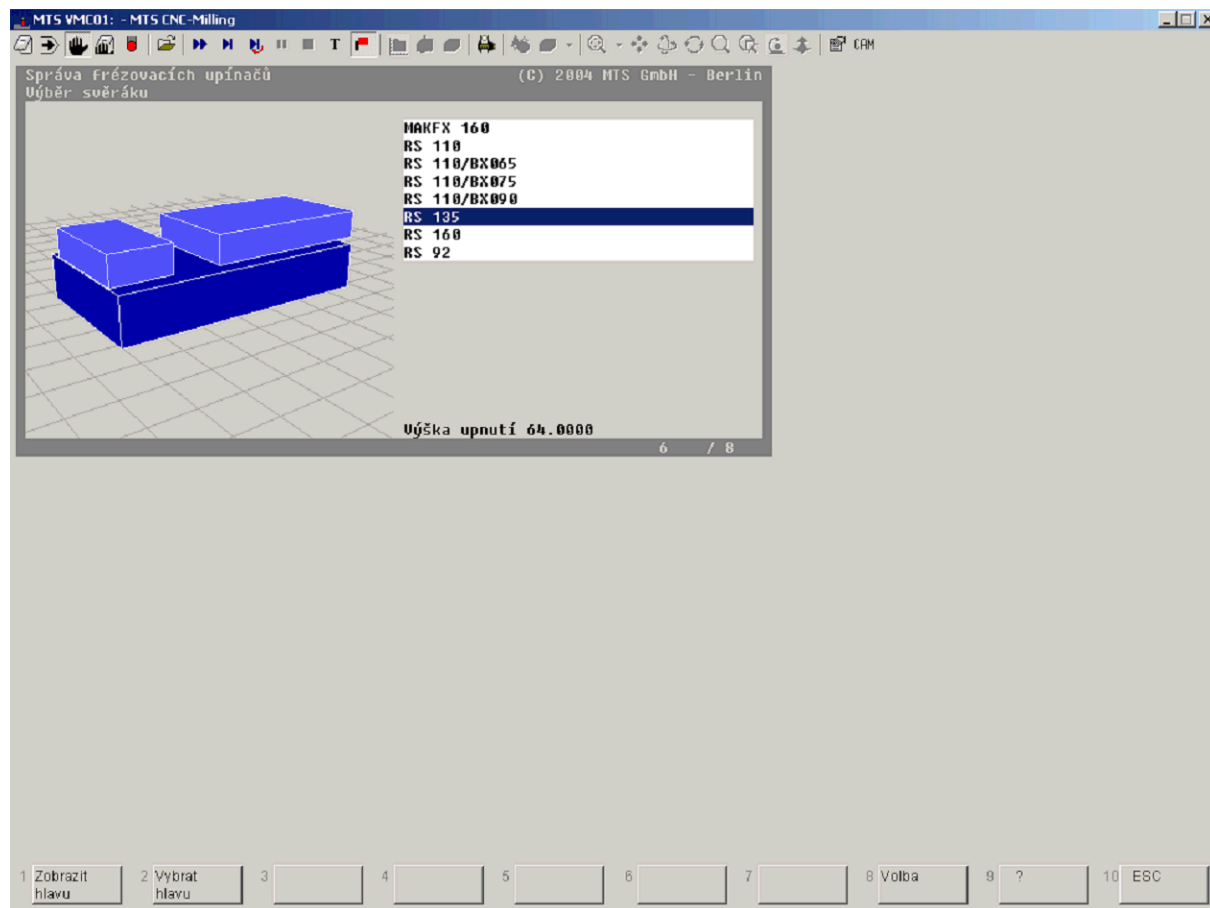 MTS VMC01: - MTS CNC-Milling
T CAM
Správa frézovacích upínačů (C) 2004 MTS GmbH - Berlin
Výběr svěráku
MAKFX 160
RS 110
RS 110/BX065
RS 110/BX075
RS 110/BX090
RS 135
RS 160
RS 92
Výška upnutí 64.0000
6 / 8
1 Zobrazit hlavu 2 Vybrat hlavu 3 4 5 6 7 8 Volba 9 ? 10 ESC